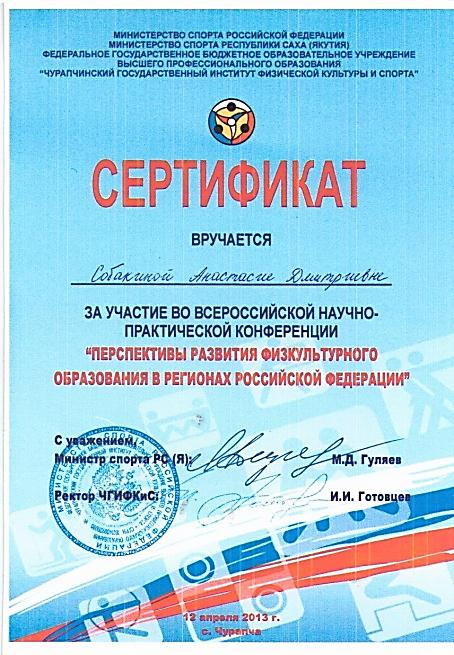 МИНИСТЕРСТВО СПОРТА РОССИЙСКОЙ ФЕДЕРАЦИИ
МИНИСТЕРСТВО СПОРТА РЕСПУБЛИКИ САХА (ЯКУТИЯ)
ФЕДЕРАЛЬНОЕ ГОСУДАРСТВЕННОЕ БЮДЖЕТНОЕ ОБРАЗОВАТЕЛЬНОЕ УЧРЕЖДЕНИЕ
ВЫСШЕГО ПРОФЕССИОНАЛЬНОГО ОБРАЗОВАНИЯ
"ЧУРАПЧИНСКИЙ ГОСУДАРСТВЕННЫЙ ИНСТИТУТ ФИЗИЧЕСКОЙ КУЛЬТУРЫ И СПОРТА"
СЕРТИФИКАТ
ВРУЧАЕТСЯ
Собакиной Анастасие Дмитриевне
ЗА УЧАСТИЕ ВО ВСЕРОССИЙСКОЙ НАУЧНО-
ПРАКТИЧЕСКОЙ КОНФЕРЕНЦИИ
"ПЕРСПЕКТИВЫ РАЗВИТИЯ ФИЗКУЛЬТУРНОГО
ОБРАЗОВАНИЯ В РЕГИОНАХ РОССИЙСКОЙ ФЕДЕРАЦИИ"
С уважением,
Министр спорта РС (Я): М.Д. Гуляев
Ректор ЧГИФКиС: И.И. Готовцев
12 апреля 2013 г.
с. Чурапча